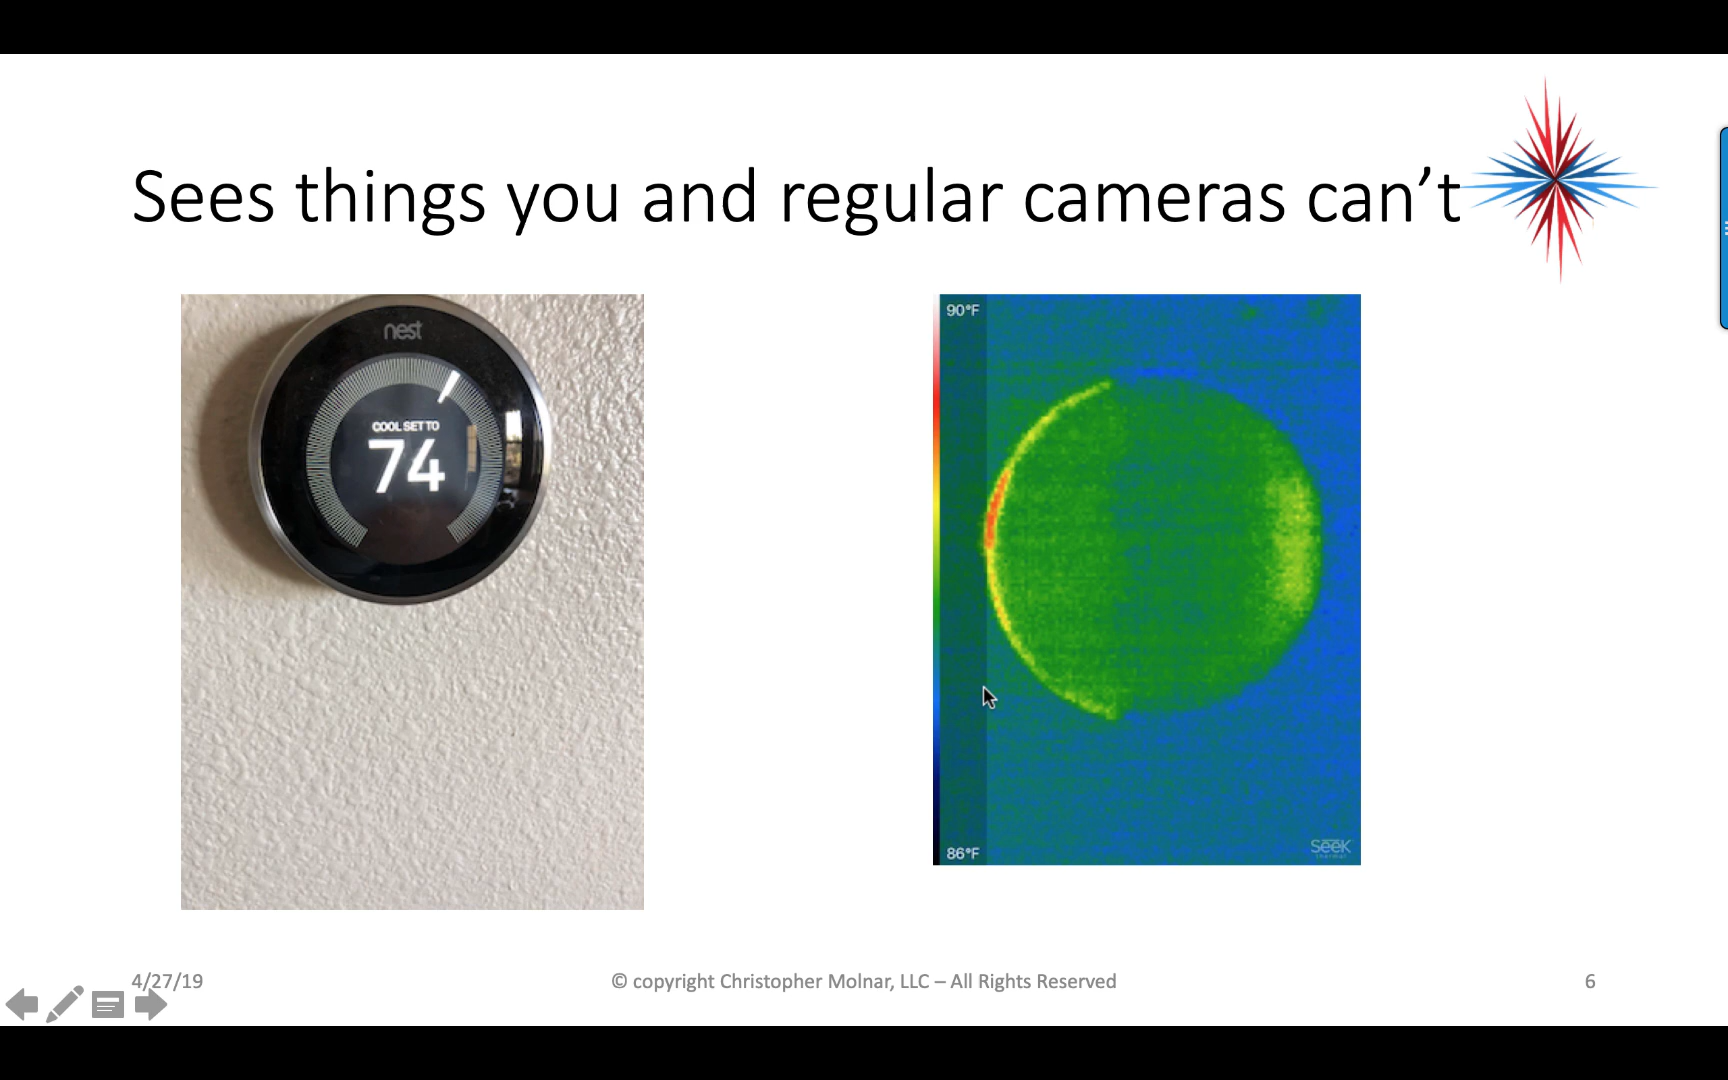 Sees things you and regular cameras can’t
nest
COOL SET TO
74
90°F
86°F
Seek
thermal
4/27/19
© copyright Christopher Molnar, LLC – All Rights Reserved
6